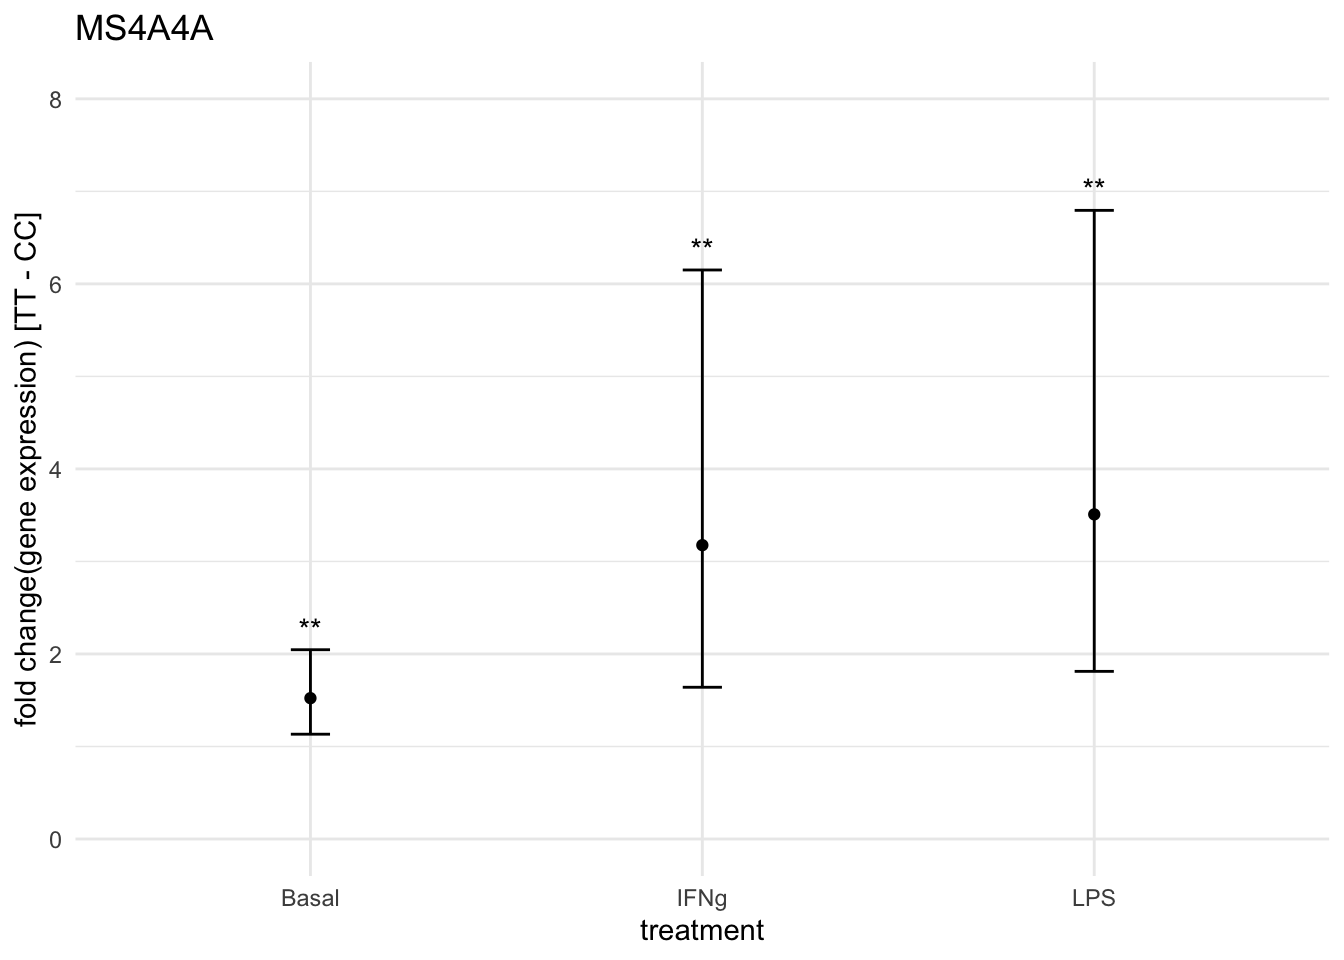 MS4A4A
fold change(gene expression) [TT - CC]
8
6
4
2
0
**
**
**
Basal
IFNg
LPS
treatment